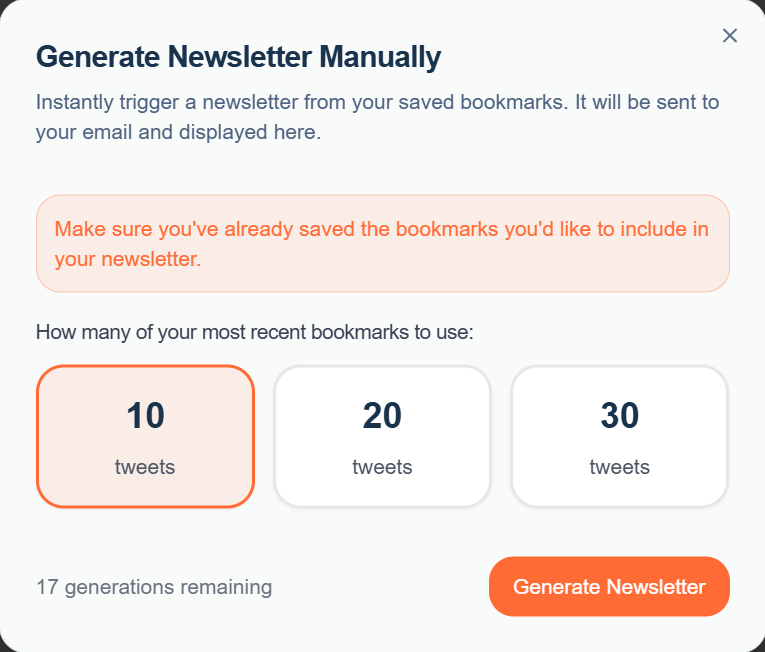 Generate Newsletter Manually
Instantly trigger a newsletter from your saved bookmarks. It will be sent to
your email and displayed here.
Make sure you've already saved the bookmarks you'd like to include in
your newsletter.
How many of your most recent bookmarks to use:
10
tweets
20
tweets
30
tweets
17 generations remaining
Generate Newsletter